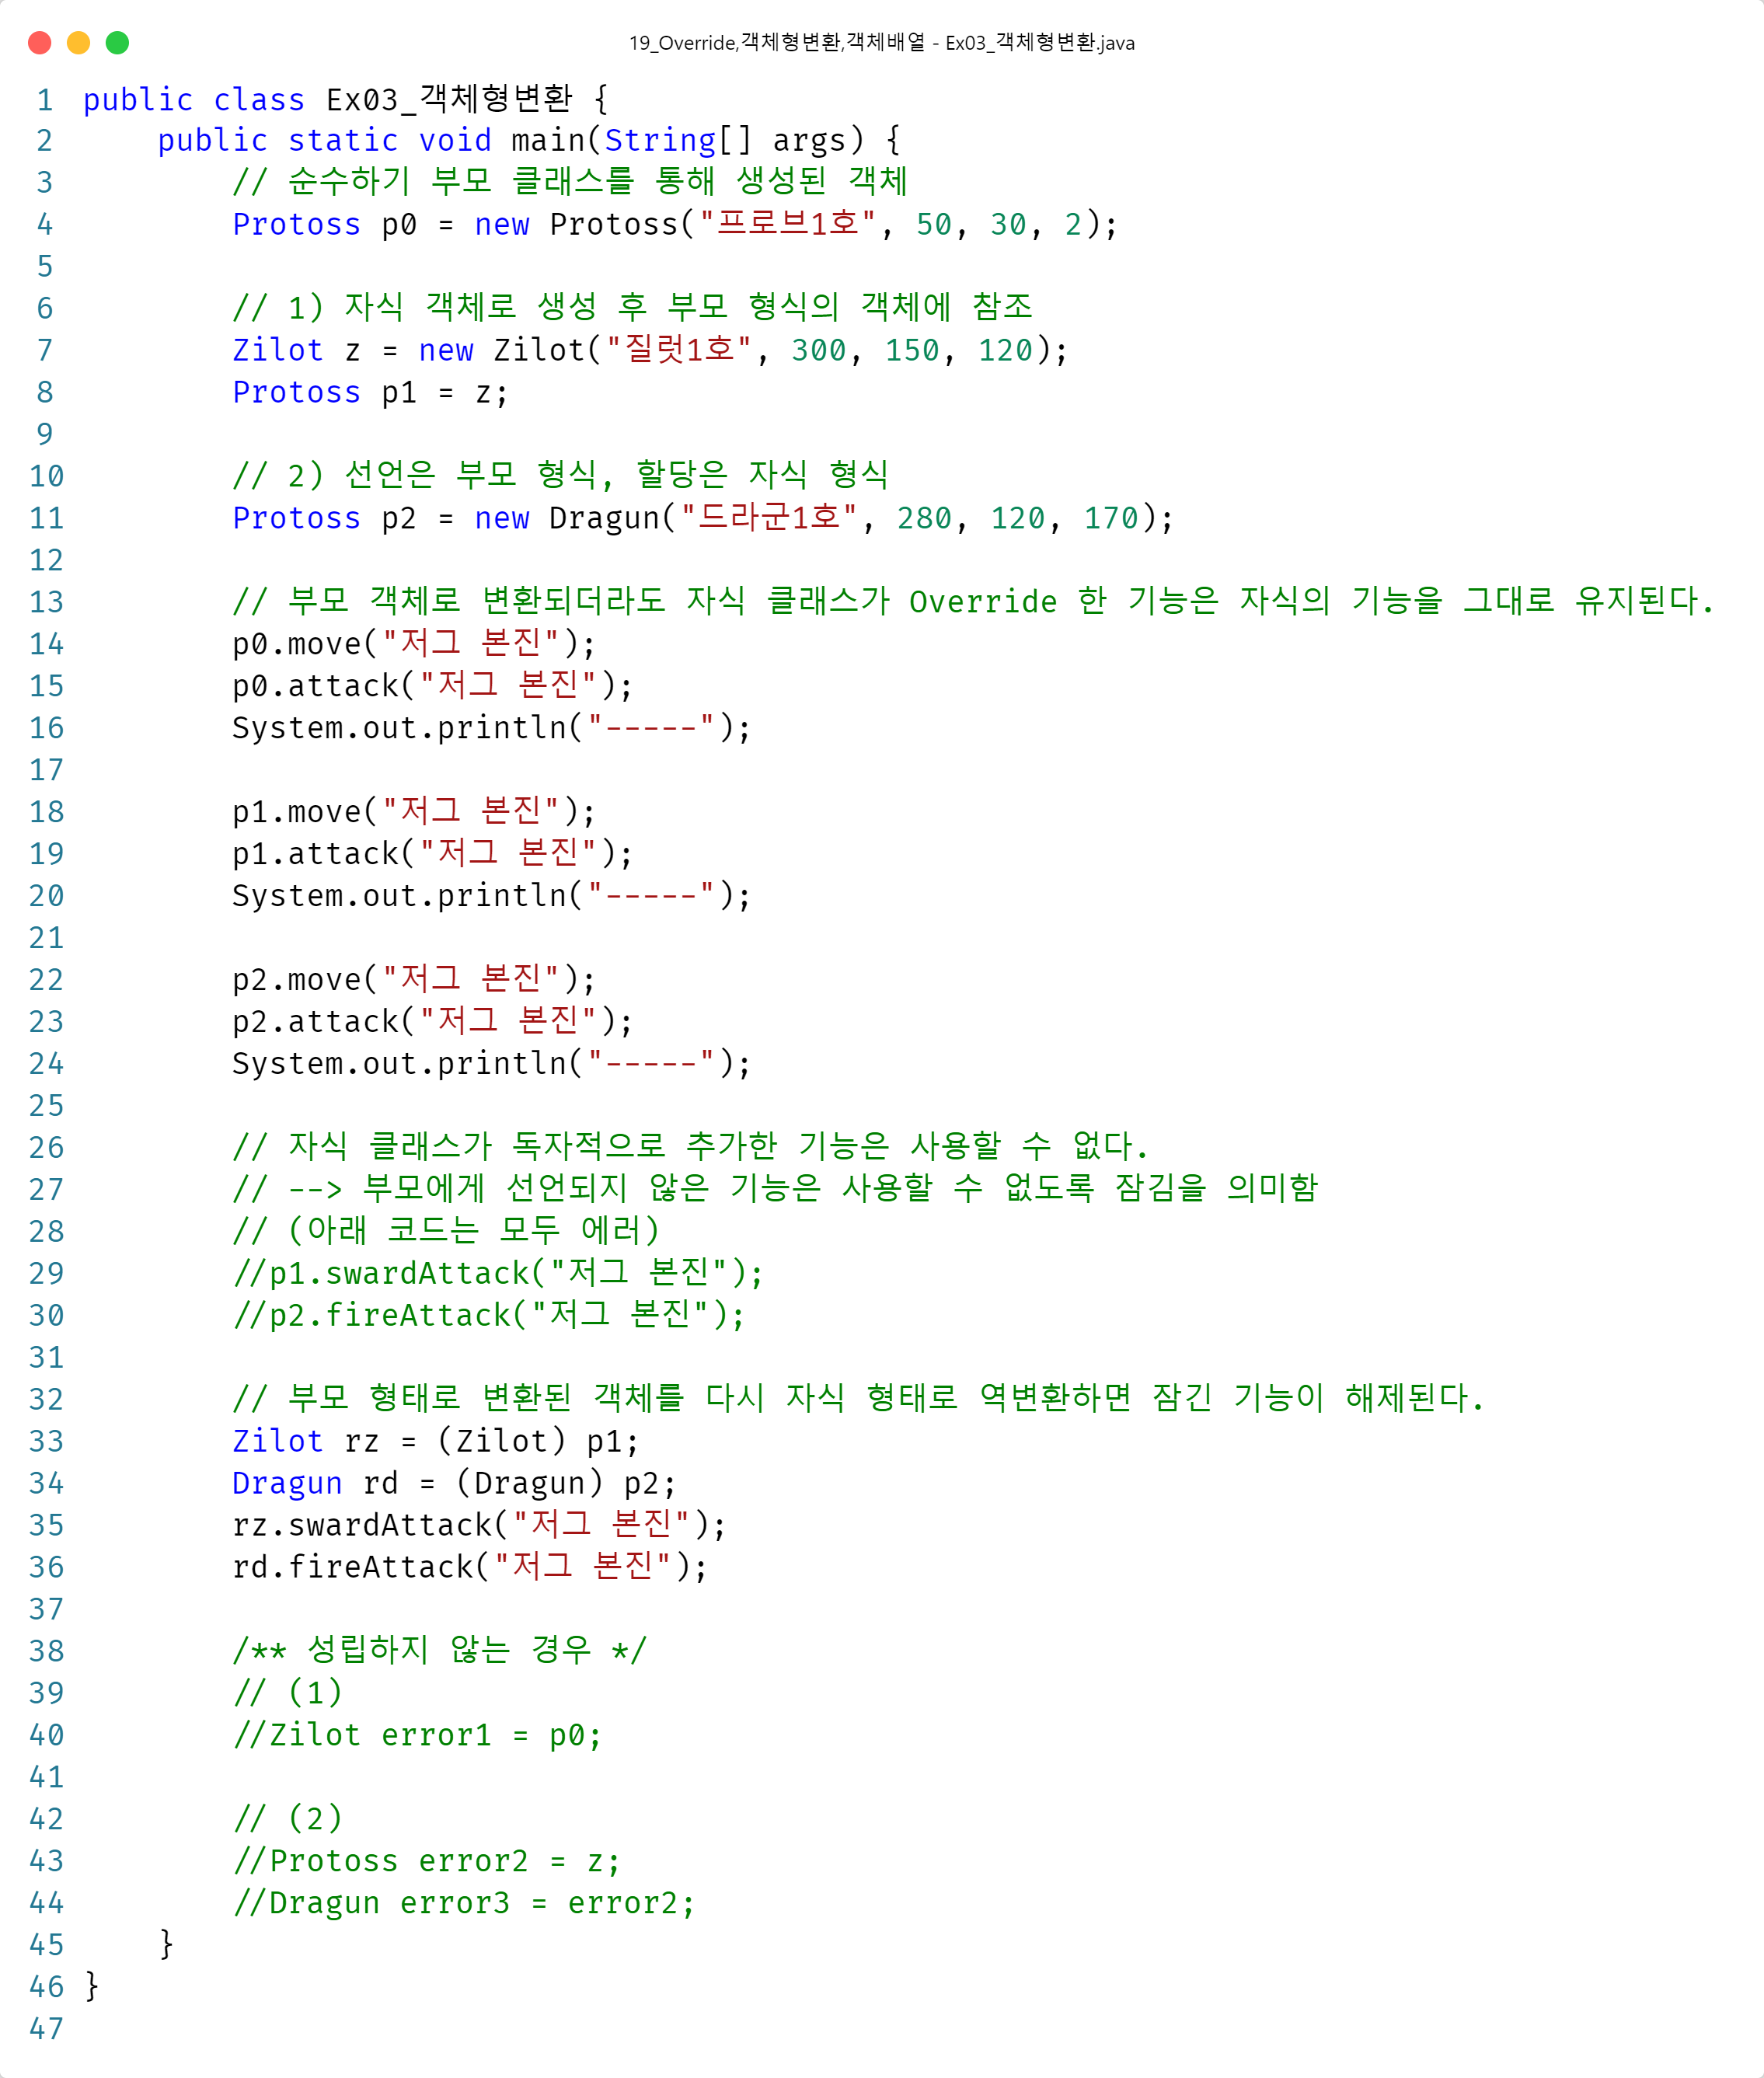 19_Override,객체형변환,객체배열 - Ex03_객체형변환.java
1 public class Ex03_객체형변환 {
2     public static void main(String[] args) {
3         // 순수하기 부모 클래스를 통해 생성된 객체
4         Protoss p0 = new Protoss("프로브1호", 50, 30, 2);
5
6         // 1) 자식 객체로 생성 후 부모 형식의 객체에 참조
7         Zilot z = new Zilot("질럿1호", 300, 150, 120);
8         Protoss p1 = z;
9
10         // 2) 선언은 부모 형식, 할당은 자식 형식
11         Protoss p2 = new Dragun("드라군1호", 280, 120, 170);
12
13         // 부모 객체로 변환되더라도 자식 클래스가 Override 한 기능은 자식의 기능을 그대로 유지된다.
14         p0.move("저그 본진");
15         p0.attack("저그 본진");
16         System.out.println("-----");
17
18         p1.move("저그 본진");
19         p1.attack("저그 본진");
20         System.out.println("-----");
21
22         p2.move("저그 본진");
23         p2.attack("저그 본진");
24         System.out.println("-----");
25
26         // 자식 클래스가 독자적으로 추가한 기능은 사용할 수 없다.
27         // --> 부모에게 선언되지 않은 기능은 사용할 수 없도록 잠김을 의미함
28         // (아래 코드는 모두 에러)
29         //p1.swardAttack("저그 본진");
30         //p2.fireAttack("저그 본진");
31
32         // 부모 형태로 변환된 객체를 다시 자식 형태로 역변환하면 잠긴 기능이 해제된다.
33         Zilot rz = (Zilot) p1;
34         Dragun rd = (Dragun) p2;
35         rz.swardAttack("저그 본진");
36         rd.fireAttack("저그 본진");
37
38         /** 성립하지 않는 경우 */
39         // (1)
40         //Zilot error1 = p0;
41
42         // (2)
43         //Protoss error2 = z;
44         //Dragun error3 = error2;
45     }
46 }
47